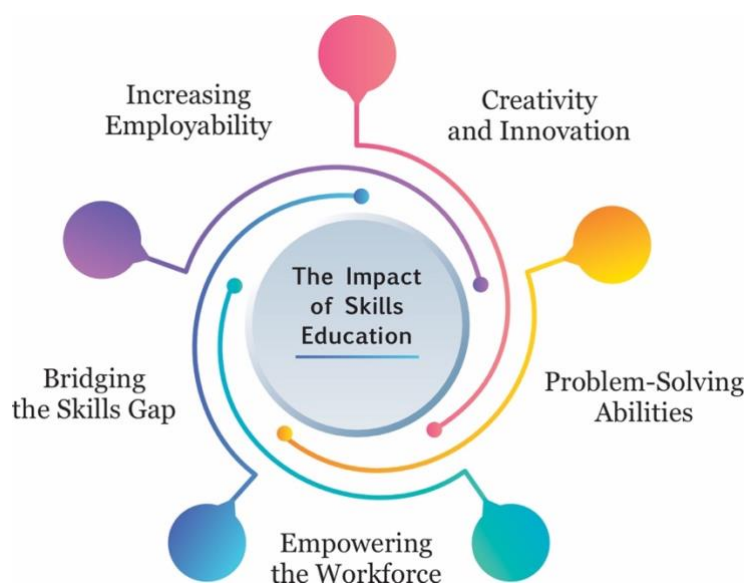 Increasing
Employability
Creativity
and Innovation
The Impact
of Skills
Education
Bridging
the Skills Gap
Problem-Solving
Abilities
Empowering
the Workforce